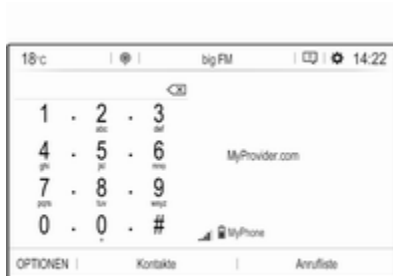 18°C big FM 14:22
1 . 2 . 3
abc def
4 . 5 . 6
ghi jkl mno
MyProvider.com
7 . 8 . 9
pqrs tuv wxyz
0 . 0 . #
MyPhone
OPTIONEN Kontakte Anrufliste